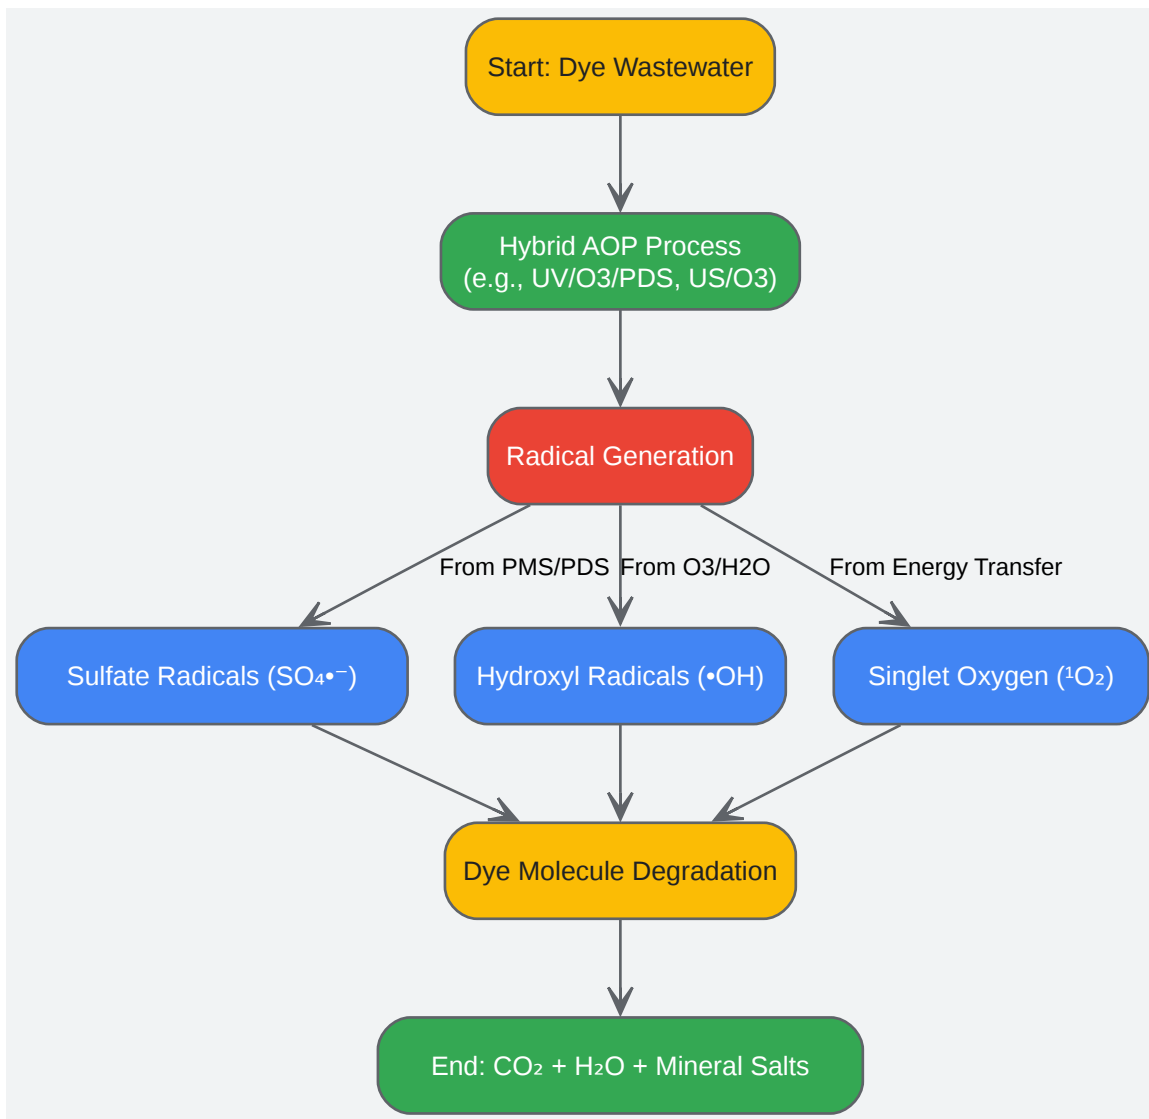 Start: Dye Wastewater
Hybrid AOP Process
(e.g., UV/O3/PDS, US/O3)
Radical Generation
From PMS/PDS
From O3/H2O
From Energy Transfer
Sulfate Radicals (SO₄•⁻)
Hydroxyl Radicals (•OH)
Singlet Oxygen (¹O₂)
Dye Molecule Degradation
End: CO₂ + H₂O + Mineral Salts